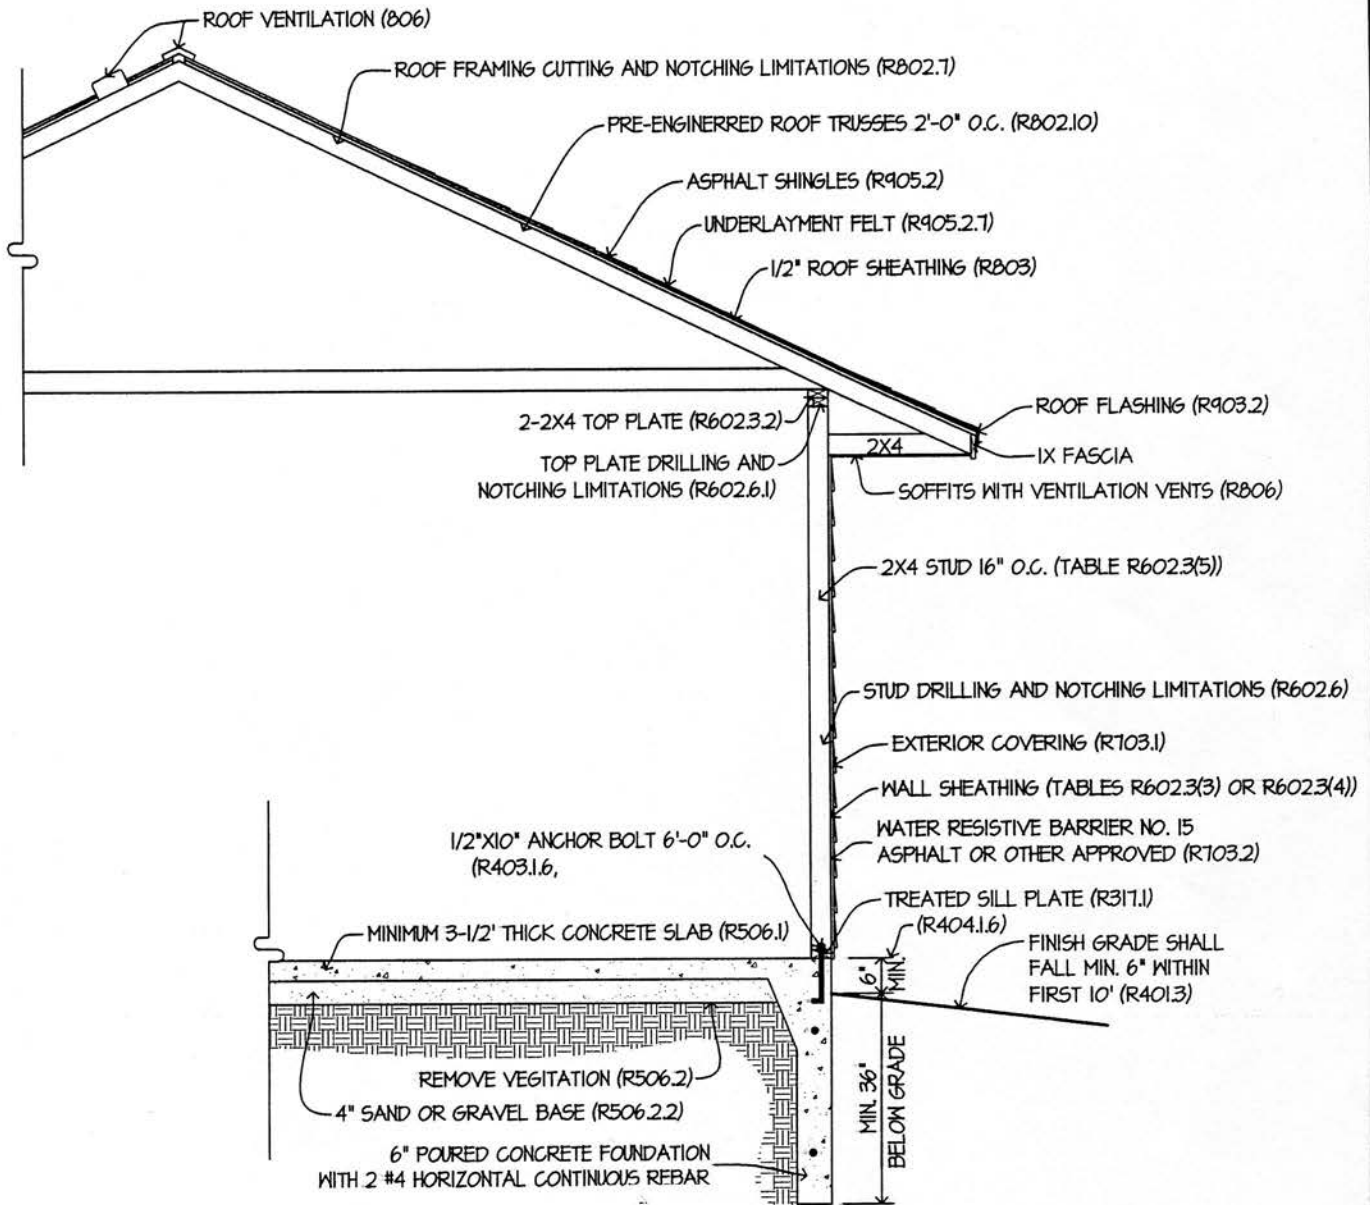 ROOF VENTILATION (806)
ROOF FRAMING CUTTING AND NOTCHING LIMITATIONS (R802.7)
PRE-ENGINERRED ROOF TRUSSES 2'-0" O.C. (R802.10)
ASPHALT SHINGLES (R905.2)
UNDERLAYMENT FELT (R905.2.7)
1/2" ROOF SHEATHING (R803)
ROOF FLASHING (R903.2)
2-2X4 TOP PLATE (R602.3.2)
2X4
1X FASCIA
TOP PLATE DRILLING AND
NOTCHING LIMITATIONS (R602.6.1)
SOFFITS WITH VENTILATION VENTS (R806)
2X4 STUD 16" O.C. (TABLE R602.3(5))
STUD DRILLING AND NOTCHING LIMITATIONS (R602.6)
EXTERIOR COVERING (R703.1)
WALL SHEATHING (TABLES R602.3(3) OR R602.3(4))
WATER RESISTIVE BARRIER NO. 15
ASPHALT OR OTHER APPROVED (R703.2)
1/2"X10" ANCHOR BOLT 6'-0" O.C.
(R403.1.6,
TREATED SILL PLATE (R317.1)
(R404.1.6)
MINIMUM 3-1/2' THICK CONCRETE SLAB (R506.1)
6"
MIN.
FINISH GRADE SHALL
FALL MIN. 6" WITHIN
FIRST 10' (R401.3)
REMOVE VEGITATION (R506.2)
4" SAND OR GRAVEL BASE (R506.2.2)
MIN. 36"
BELOW GRADE
6" POURED CONCRETE FOUNDATION
WITH 2 #4 HORIZONTAL CONTINUOUS REBAR